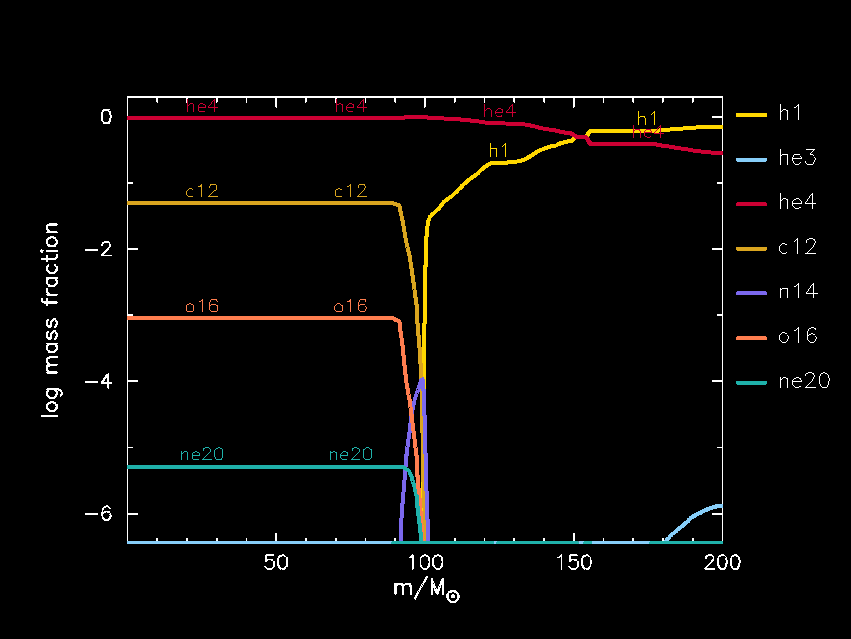 he4 he4 he4 h1 he4
h1
c12 c12
o16 o16
ne20 ne20
0
−2
−4
−6
log mass fraction
50 100 150 200
m/M⊙
h1
he3
he4
c12
n14
o16
ne20